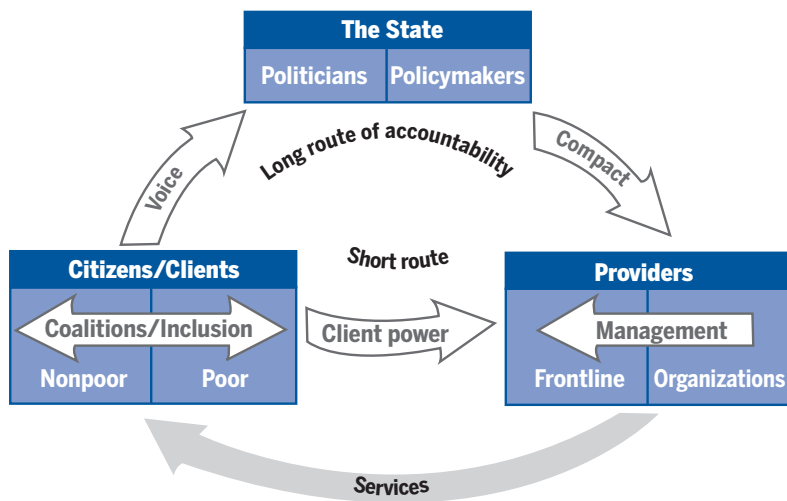 The State
Politicians Policymakers
Long route of accountability
Voice
Compact
Short route
Citizens/Clients
Providers
Coalitions/Inclusion
Client power
Management
Nonpoor Poor
Frontline Organizations
Services